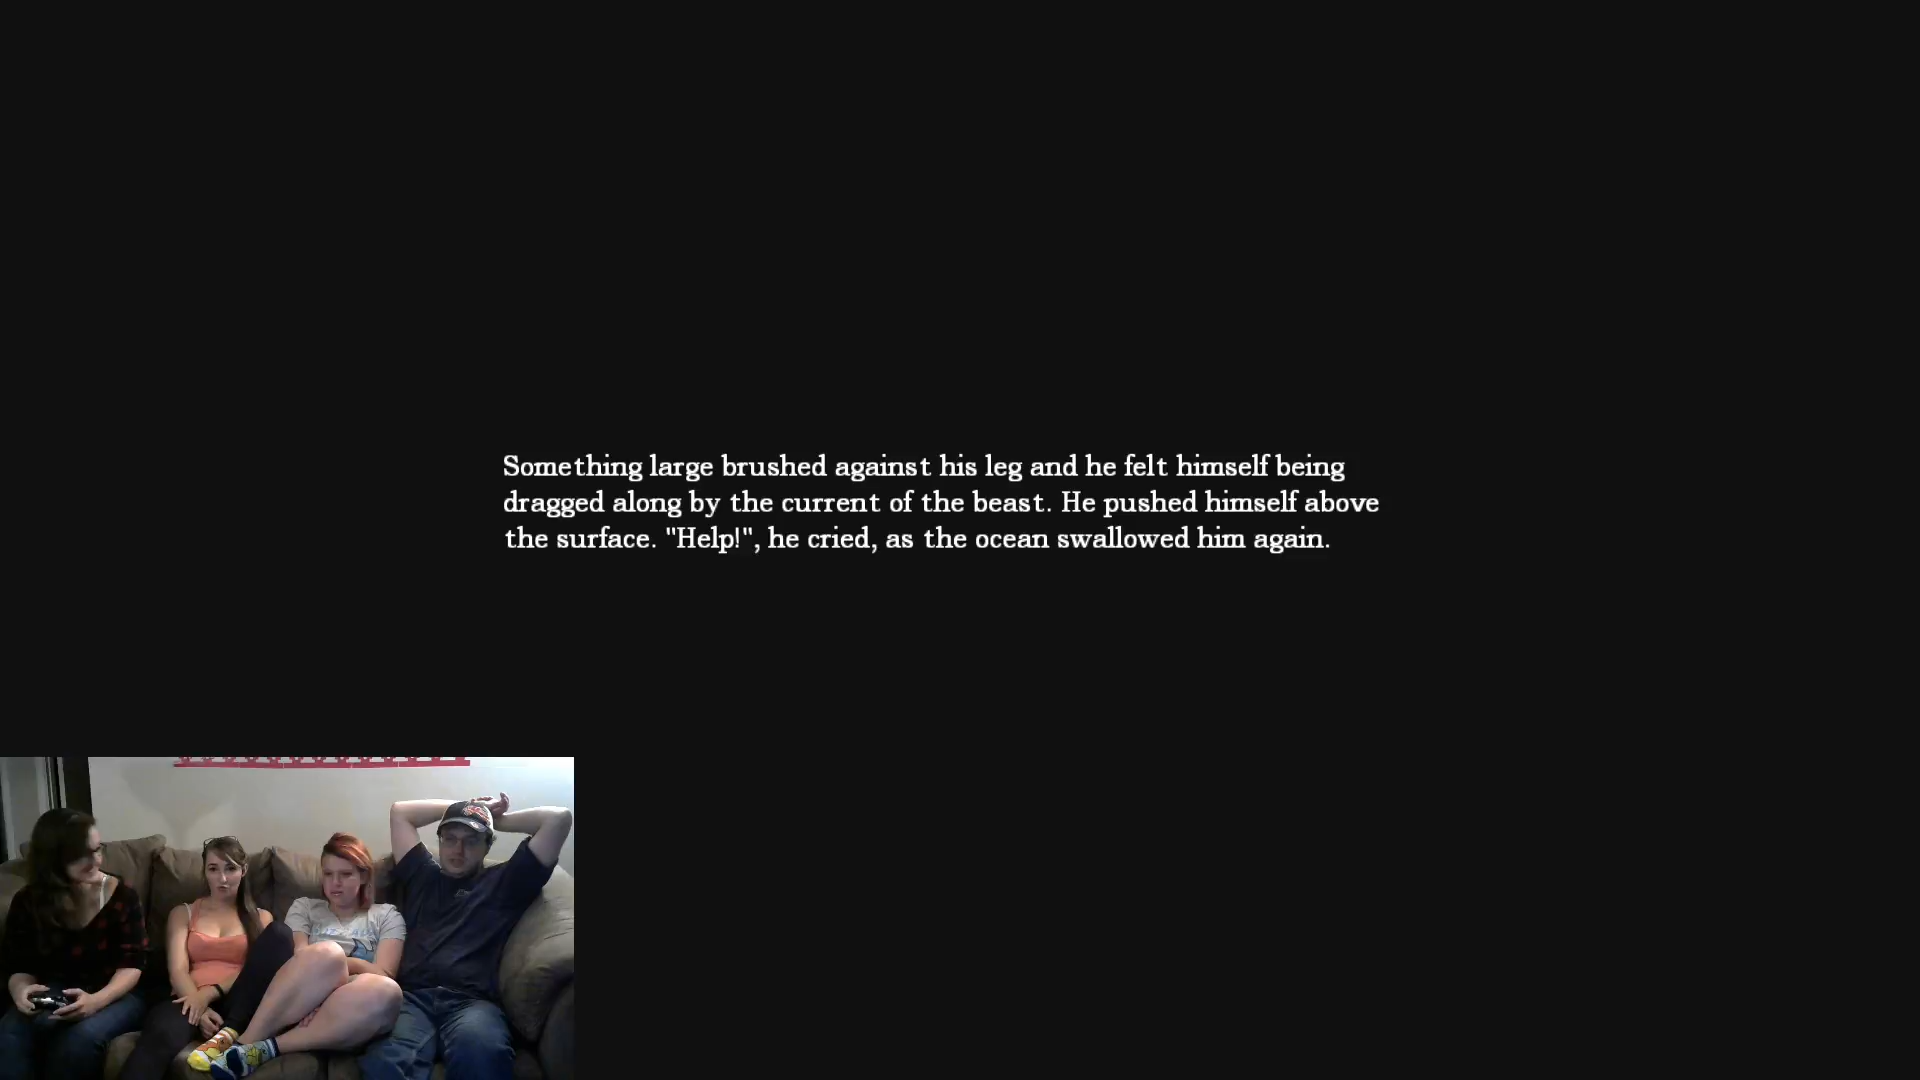 Something large brushed against his leg and he felt himself being
dragged along by the current of the beast. He pushed himself above
the surface. "Help!", he cried, as the ocean swallowed him again.